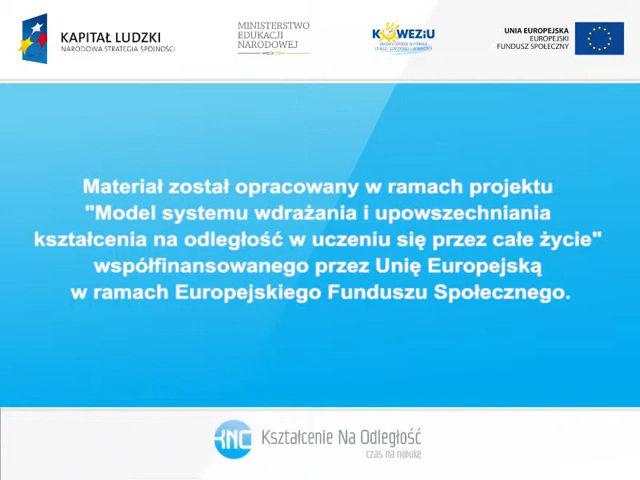 KAPITAŁ LUDZKI
NARODOWA STRATEGIA SPÓJNOŚCI
MINISTERSTWO
EDUKACJI
NARODOWEJ
KOWEZiU
UNIA EUROPEJSKA
EUROPEJSKI
FUNDUSZ SPOŁECZNY
Materiał został opracowany w ramach projektu
"Model systemu wdrażania i upowszechniania
kształcenia na odległość w uczeniu się przez całe życie"
współfinansowanego przez Unię Europejską
w ramach Europejskiego Funduszu Społecznego.
KNO Kształcenie Na Odległość
czas na n@ukę